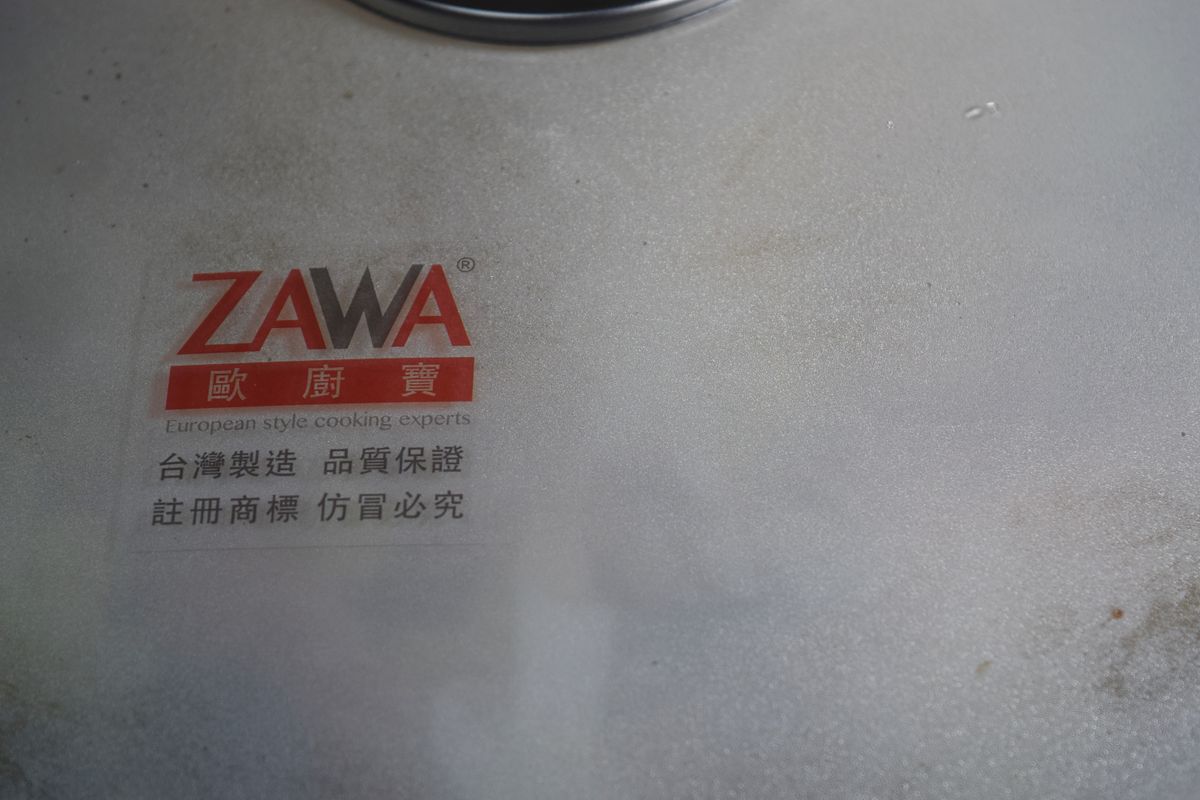 ZAWA®
歐廚寶
European style cooking experts
台灣製造 品質保證
註冊商標 仿冒必究